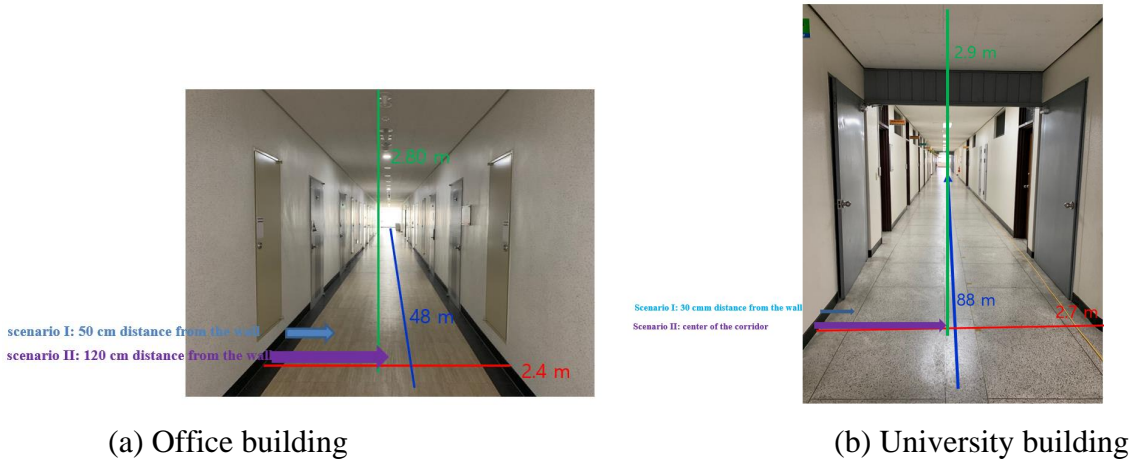 2.80 m
48 m
scenario I: 50 cm distance from the wall
scenario II: 120 cm distance from the wall
2.4 m
(a) Office building
2.9 m
88 m
Scenario I: 30 cmm distance from the wall
Scenario II: center of the corridor
2.7 m
(b) University building